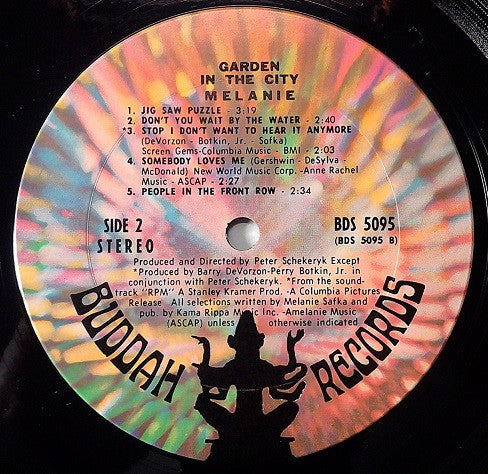 GARDEN
IN THE CITY
MELANIE
1. JIG SAW PUZZLE - 3:19
2. DON'T YOU WAIT BY THE WATER - 2:40
*3. STOP I DON'T WANT TO HEAR IT ANYMORE
(DeVorzon - Botkin, Jr. - Sofka)
Screen Gems-Columbia Music - BMI - 2:03
4. SOMEBODY LOVES ME (Gershwin - DeSylva -
McDonald) New World Music Corp. -Anne Rachel
Music - ASCAP - 2:27
5. PEOPLE IN THE FRONT ROW - 2:34
SIDE 2
STEREO
BDS 5095
(BDS 5095 B)
Produced and Directed by Peter Schekeryk Except
*Produced by Barry DeVorzon-Perry Botkin, Jr. in
conjunction with Peter Schekeryk. *From the sound-
track "RPM" A Stanley Kramer Prod. - A Columbia Pictures
Release All selections written by Melanie Safka and
pub. by Kama Rippa Music Inc. -Amelanie Music
(ASCAP) unless otherwise indicated
BUDDAH RECORDS